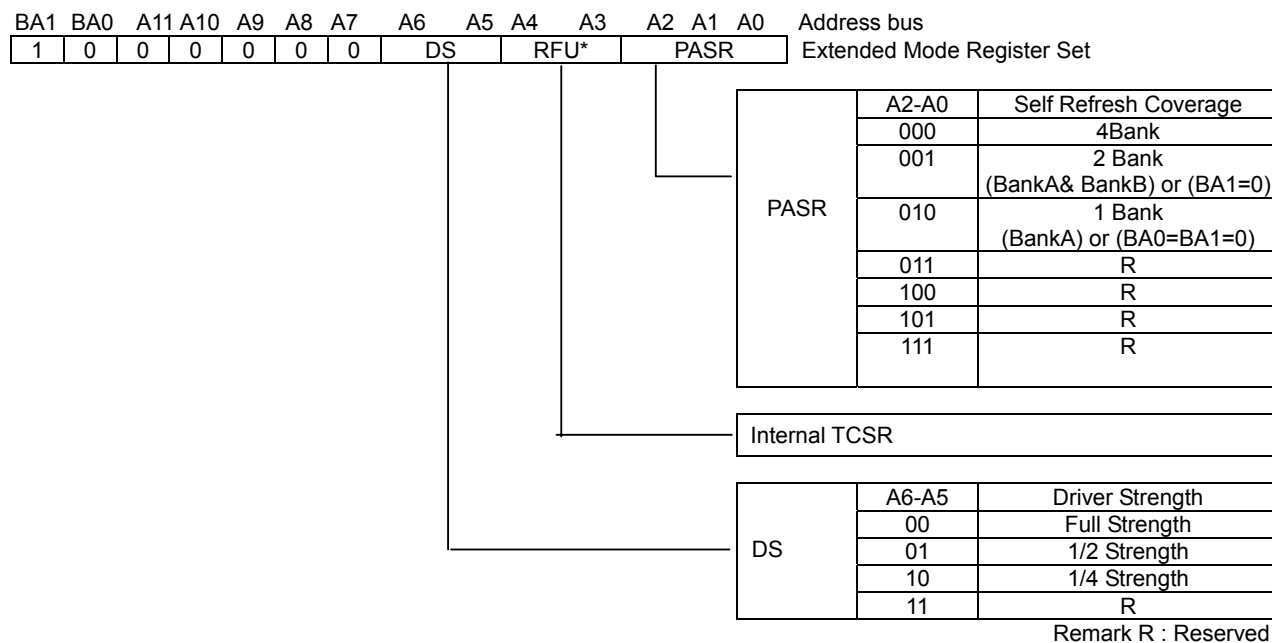 BA1 BA0 A11 A10 A9 A8 A7 A6 A5 A4 A3 A2 A1 A0 Address bus
1 0 0 0 0 0 0 DS RFU* PASR Extended Mode Register Set
A2-A0 Self Refresh Coverage
000 4Bank
001 2 Bank
(BankA& BankB) or (BA1=0)
PASR 010 1 Bank
(BankA) or (BA0=BA1=0)
011 R
100 R
101 R
111 R
Internal TCSR
A6-A5 Driver Strength
00 Full Strength
DS 01 1/2 Strength
10 1/4 Strength
11 R
Remark R : Reserved